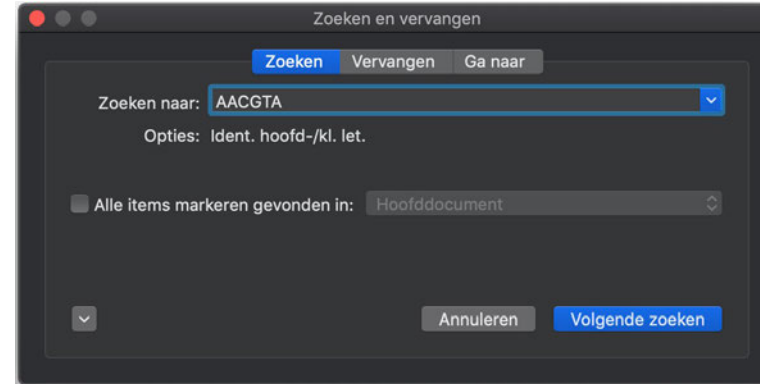 Zoeken en vervangen
Zoeken Vervangen Ga naar
Zoeken naar: AACGTA
Opties: Ident. hoofd-/kl. let.
Alle items markeren gevonden in: Hoofddocument
Annuleren Volgende zoeken